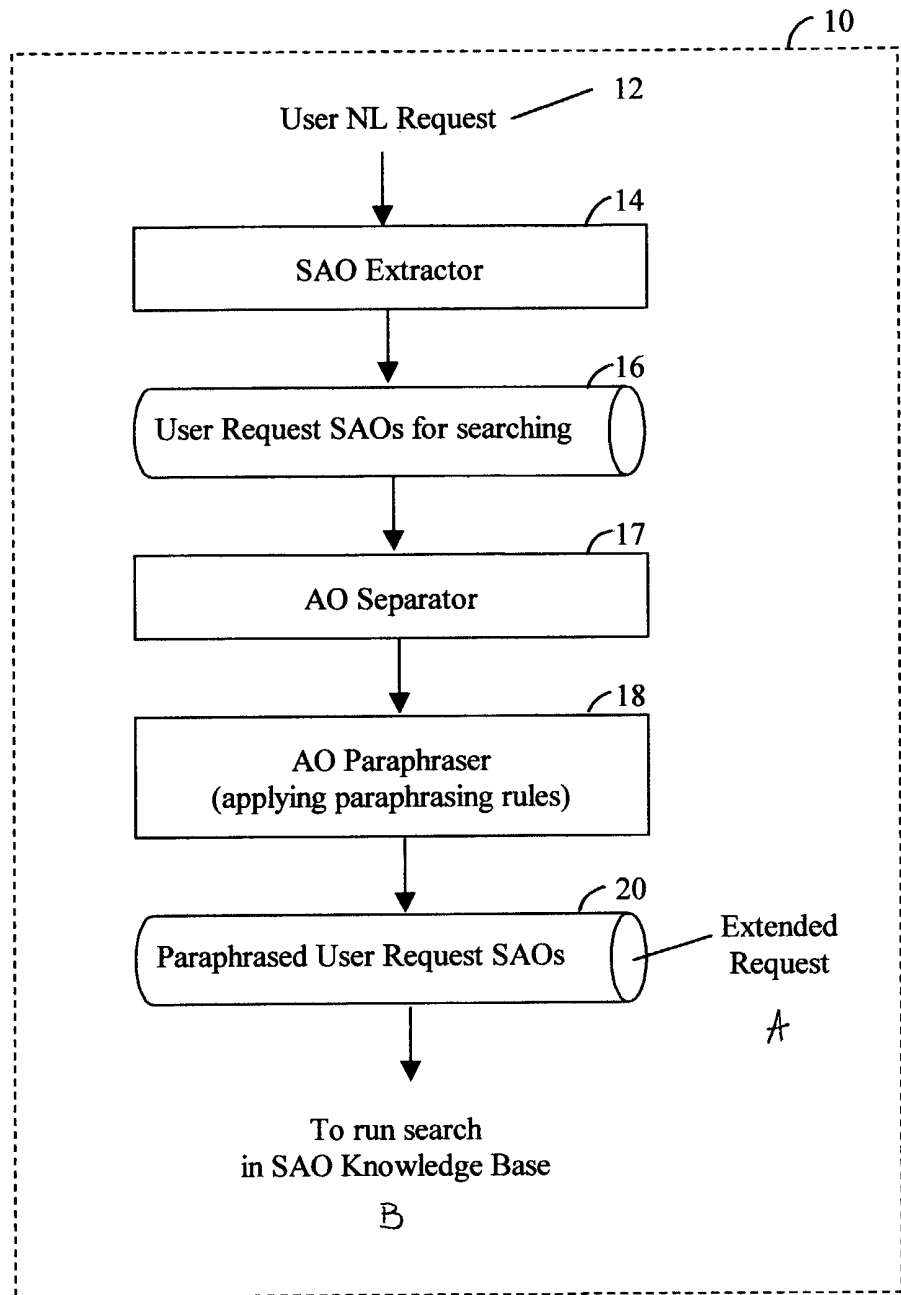 10
12
User NL Request
14
SAO Extractor
16
User Request SAOs for searching
17
AO Separator
18
AO Paraphraser
(applying paraphrasing rules)
20
Paraphrased User Request SAOs
Extended
Request
A
To run search
in SAO Knowledge Base
B